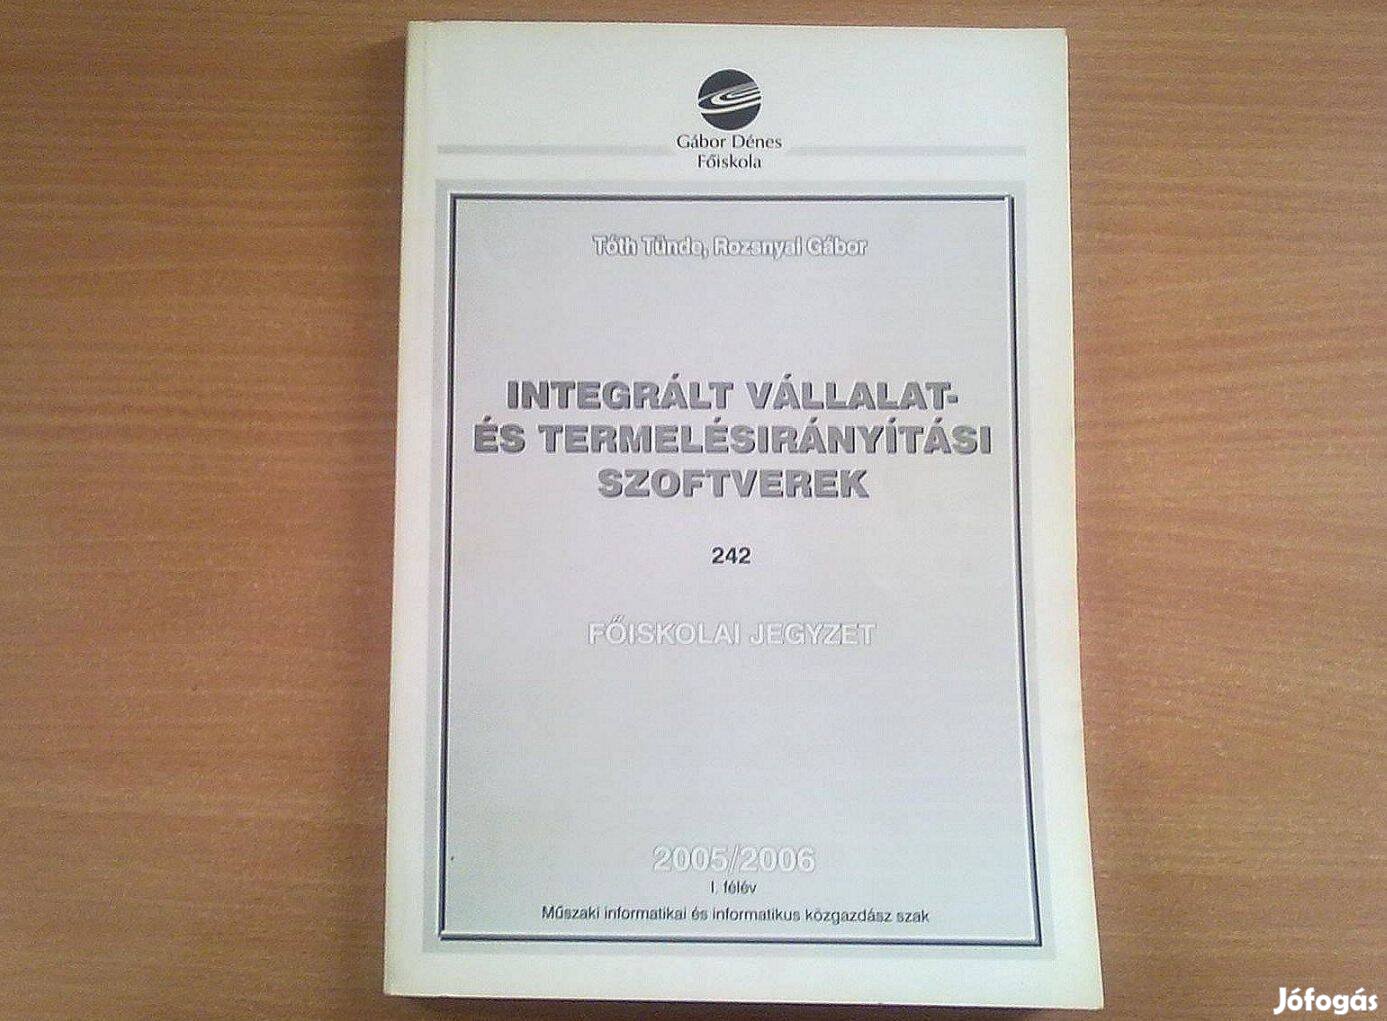 Gábor Dénes
Főiskola
Tóth Tünde, Rozsnyai Gábor
INTEGRÁLT VÁLLALAT-
ÉS TERMELÉSIRÁNYÍTÁSI
SZOFTVEREK
242
FŐISKOLAI JEGYZET
2005/2006
I. félév
Műszaki informatikai és informatikus közgazdász szak
Jófogás